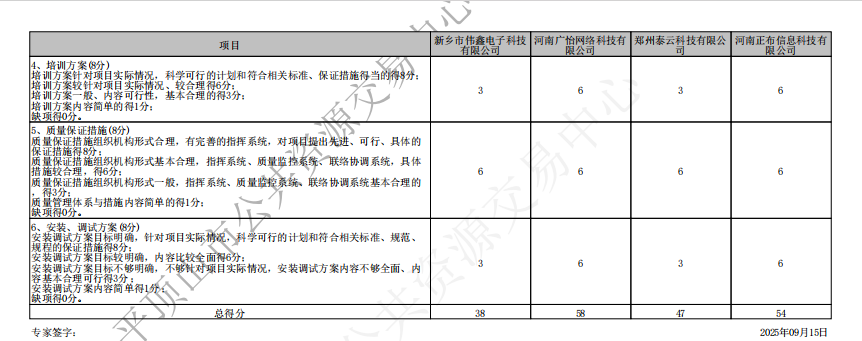 项目 新乡市伟鑫电子科技有限公司 河南广怡网络科技有限公司 郑州泰云科技有限公司 河南正布信息科技有限公司
4、培训方案(8分)
培训方案针对项目实际情况，科学可行的计划和符合相关标准、保证措施得当的得8分；
培训方案较针对项目实际情况、较合理得6分；
培训方案一般、内容可行性，基本合理的得3分；
培训方案内容简单的得1分；
缺项得0分。
3 6 3 6
5、质量保证措施(8分)
质量保证措施组织机构形式合理，有完善的指挥系统，对项目提出先进、可行、具体的
保证措施得8分；
质量保证措施组织机构形式基本合理，指挥系统、质量监控系统、联络协调系统，具体
措施较合理，得6分；
质量保证措施组织机构形式一般，指挥系统、质量监控系统、联络协调系统基本合理的
，得3分；
质量管理体系与措施内容简单的得1分；
缺项得0分。
6 6 6 6
6、安装、调试方案(8分)
安装调试方案目标明确，针对项目实际情况，科学可行的计划和符合相关标准、规范、
规程的保证措施得8分；
安装调试方案目标较明确，内容比较全面得6分；
安装调试方案目标不够明确，不够针对项目实际情况，安装调试方案内容不够全面、内
容基本合理可行得3分；
安装调试方案内容简单得1分；
缺项得0分。
3 6 3 6
总得分 38 58 47 54
专家签字： 2025年09月15日
平顶山市公共资源交易中心
公共资源交易中心